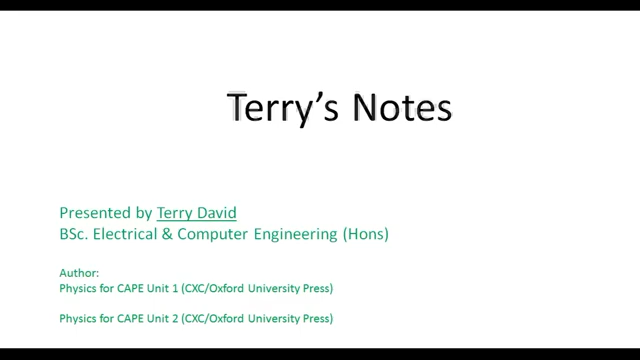 Terry's Notes
Presented by Terry David
BSc. Electrical & Computer Engineering (Hons)
Author:
Physics for CAPE Unit 1 (CXC/Oxford University Press)
Physics for CAPE Unit 2 (CXC/Oxford University Press)